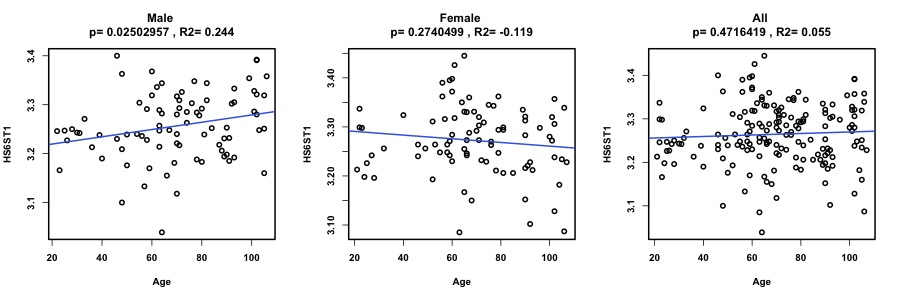 Male
p= 0.02502957 , R2= 0.244
HS6ST1
3.4
3.3
3.2
3.1
20 40 60 80 100
Age
Female
p= 0.2740499 , R2= -0.119
HS6ST1
3.40
3.30
3.20
3.10
20 40 60 80 100
Age
All
p= 0.4716419 , R2= 0.055
HS6ST1
3.4
3.3
3.2
3.1
20 40 60 80 100
Age